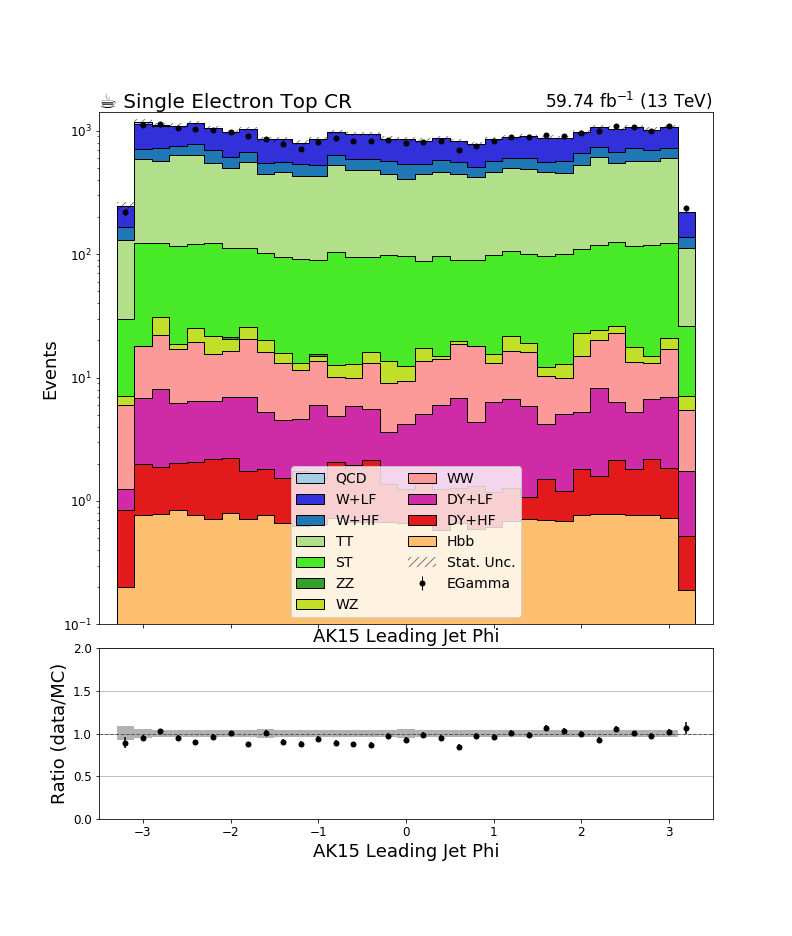 ☕ Single Electron Top CR 59.74 fb⁻¹ (13 TeV)
Events
10³
10²
10¹
10⁰
10⁻¹
QCD WW
W+LF DY+LF
W+HF DY+HF
TT Hbb
ST Stat. Unc.
ZZ EGamma
WZ
AK15 Leading Jet Phi
Ratio (data/MC)
2.0
1.5
1.0
0.5
0.0
−3 −2 −1 0 1 2 3
AK15 Leading Jet Phi